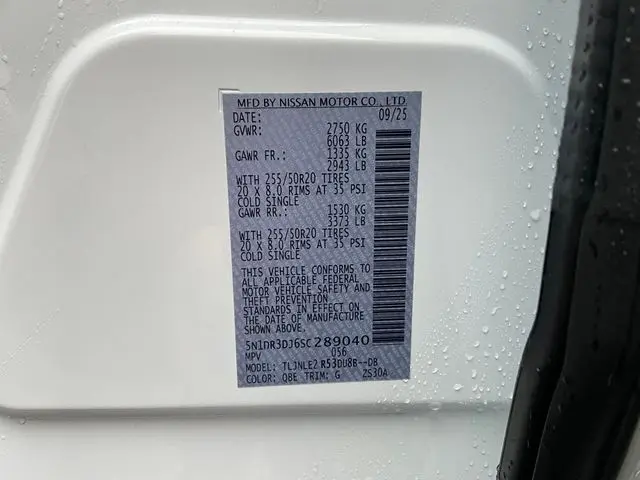 MFD BY NISSAN MOTOR CO., LTD.
DATE: 09/25
GVWR: 2750 KG
6063 LB
GAWR FR.: 1335 KG
2943 LB
WITH 255/50R20 TIRES
20 X 8.0 RIMS AT 35 PSI
COLD SINGLE
GAWR RR.: 1530 KG
3373 LB
WITH 255/50R20 TIRES
20 X 8.0 RIMS AT 35 PSI
COLD SINGLE
THIS VEHICLE CONFORMS TO
ALL APPLICABLE FEDERAL
MOTOR VEHICLE SAFETY AND
THEFT PREVENTION
STANDARDS IN EFFECT ON
THE DATE OF MANUFACTURE
SHOWN ABOVE.
5N1DR3DJ6SC289040
MPV 056
MODEL: TLJNLE2 R53DU8B--DB
COLOR: QBE TRIM: G ZS30A